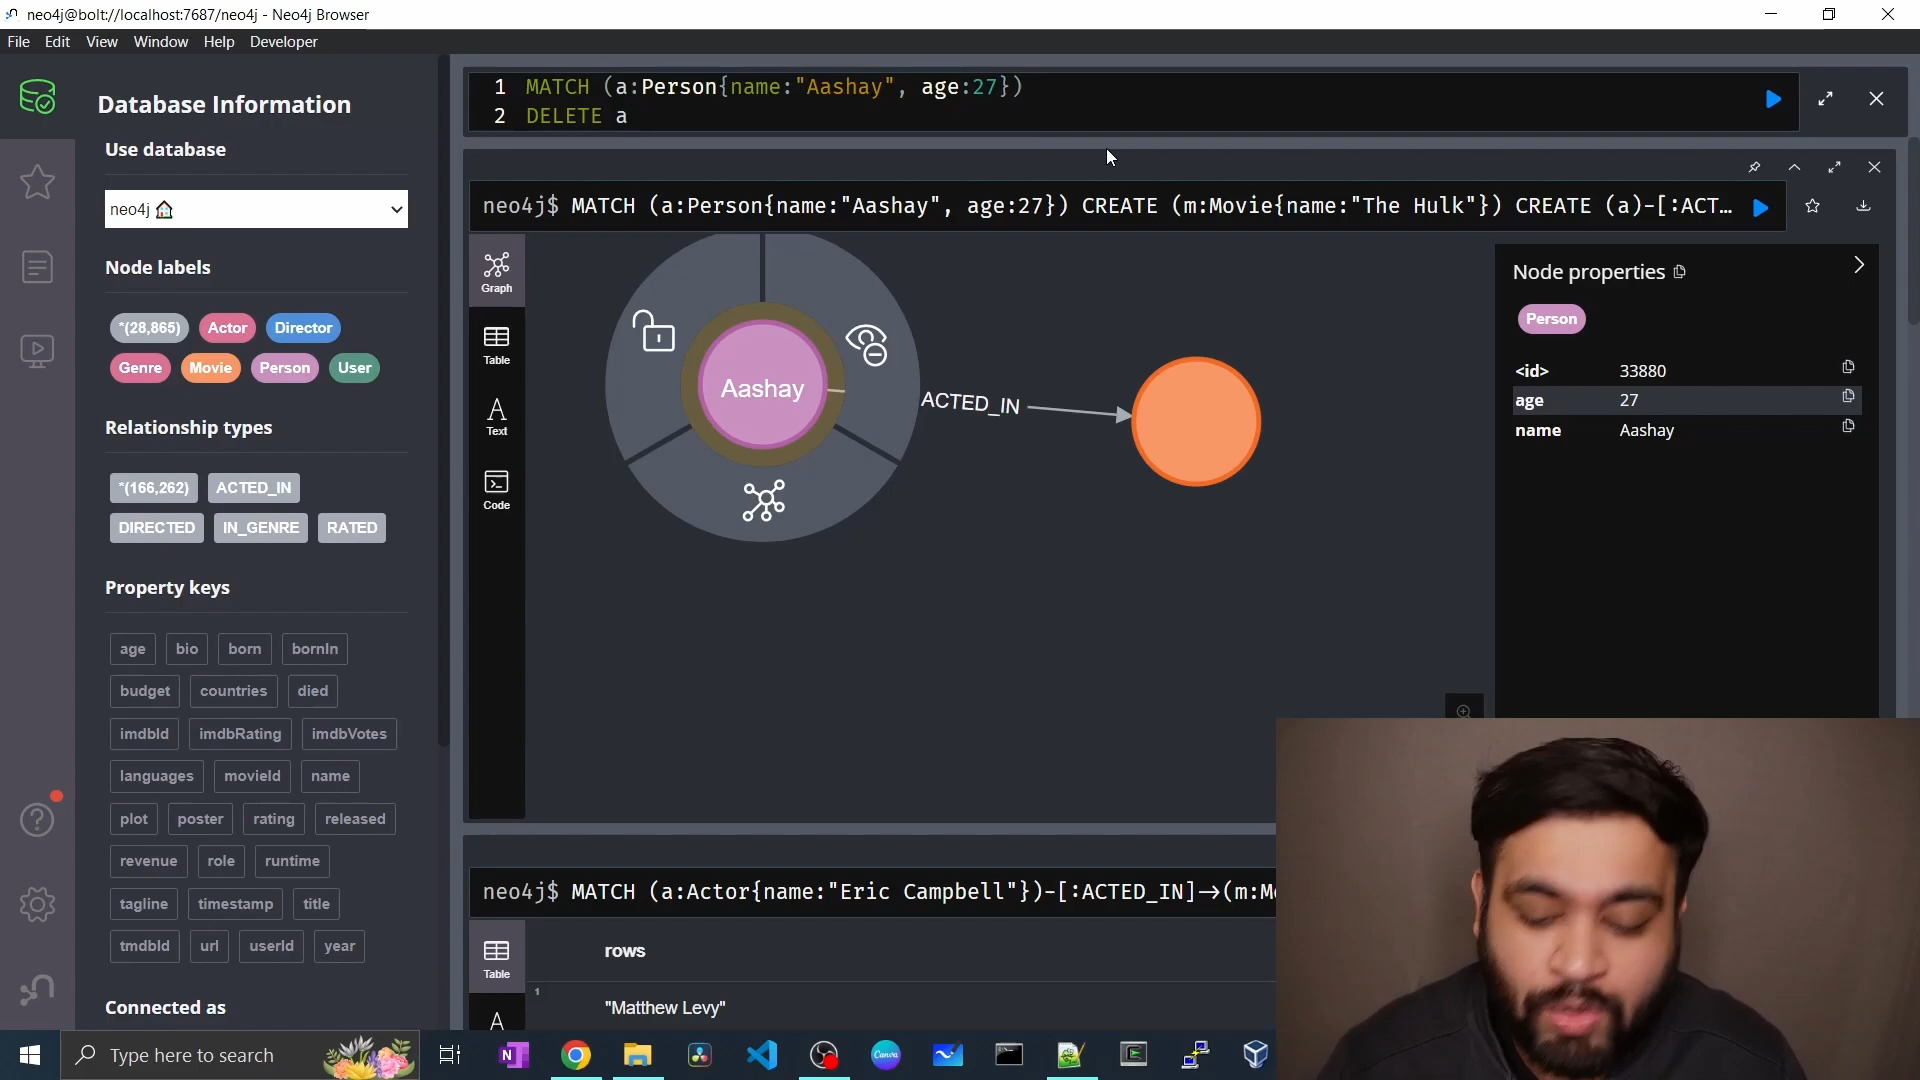 neo4j@bolt://localhost:7687/neo4j - Neo4j Browser
File Edit View Window Help Developer
Database Information
Use database
neo4j
Node labels
*(28,865) Actor Director
Genre Movie Person User
Relationship types
*(166,262) ACTED_IN
DIRECTED IN_GENRE RATED
Property keys
age bio born bornIn
budget countries died
imdbId imdbRating imdbVotes
languages movieId name
plot poster rating released
revenue role runtime
tagline timestamp title
tmdbId url userId year
Connected as
1 MATCH (a:Person{name:"Aashay", age:27})
2 DELETE a
neo4j$ MATCH (a:Person{name:"Aashay", age:27}) CREATE (m:Movie{name:"The Hulk"}) CREATE (a)-[:ACT...
Graph
Table
Text
Code
Aashay
ACTED_IN
Node properties
Person
<id> 33880
age 27
name Aashay
neo4j$ MATCH (a:Actor{name:"Eric Campbell"})-[:ACTED_IN]→(m:M
Table
rows
1
"Matthew Levy"
Type here to search